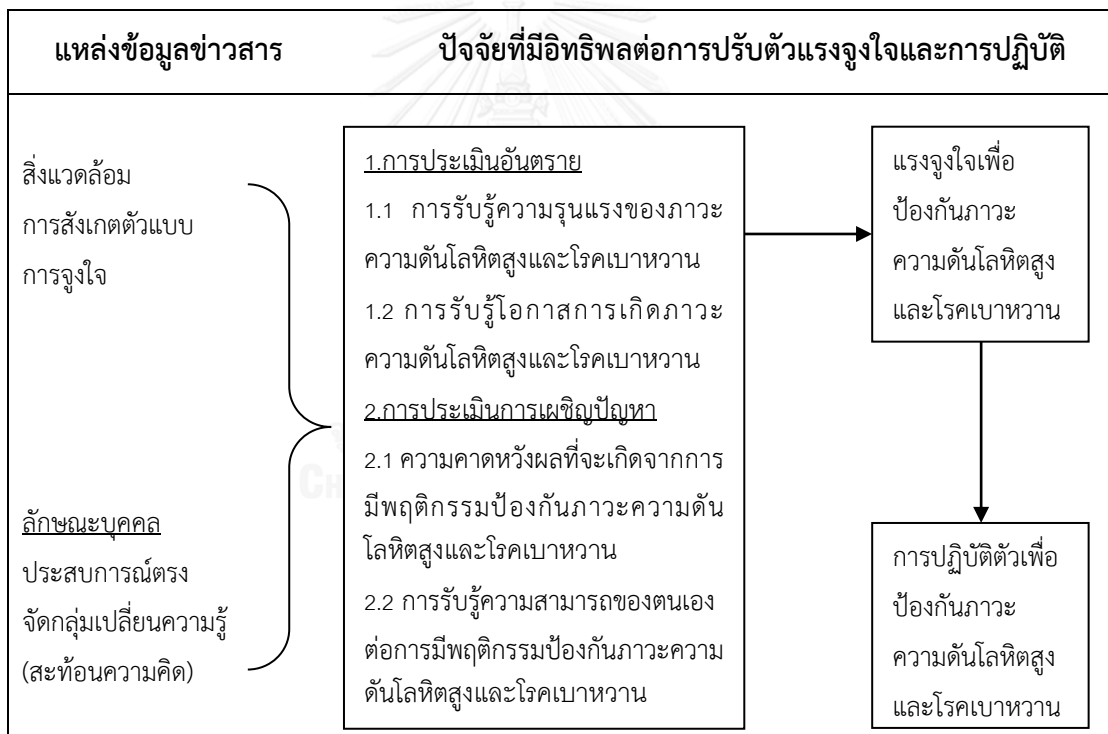 แหล่งข้อมูลข่าวสาร
ปัจจัยที่มีอิทธิพลต่อการปรับตัวแรงจูงใจและการปฏิบัติ
สิ่งแวดล้อม
การสังเกตตัวแบบ
การจูงใจ
ลักษณะบุคคล
ประสบการณ์ตรง
จัดกลุ่มเปลี่ยนความรู้
(สะท้อนความคิด)
1.การประเมินอันตราย
1.1 การรับรู้ความรุนแรงของภาวะ
ความดันโลหิตสูงและโรคเบาหวาน
1.2 การรับรู้โอกาสการเกิดภาวะ
ความดันโลหิตสูงและโรคเบาหวาน
2.การประเมินการเผชิญปัญหา
2.1 ความคาดหวังผลที่จะเกิดจากการ
มีพฤติกรรมป้องกันภาวะความดัน
โลหิตสูงและโรคเบาหวาน
2.2 การรับรู้ความสามารถของตนเอง
ต่อการมีพฤติกรรมป้องกันภาวะความ
ดันโลหิตสูงและโรคเบาหวาน
แรงจูงใจเพื่อ
ป้องกันภาวะ
ความดันโลหิตสูง
และโรคเบาหวาน
การปฏิบัติตัวเพื่อ
ป้องกันภาวะ
ความดันโลหิตสูง
และโรคเบาหวาน